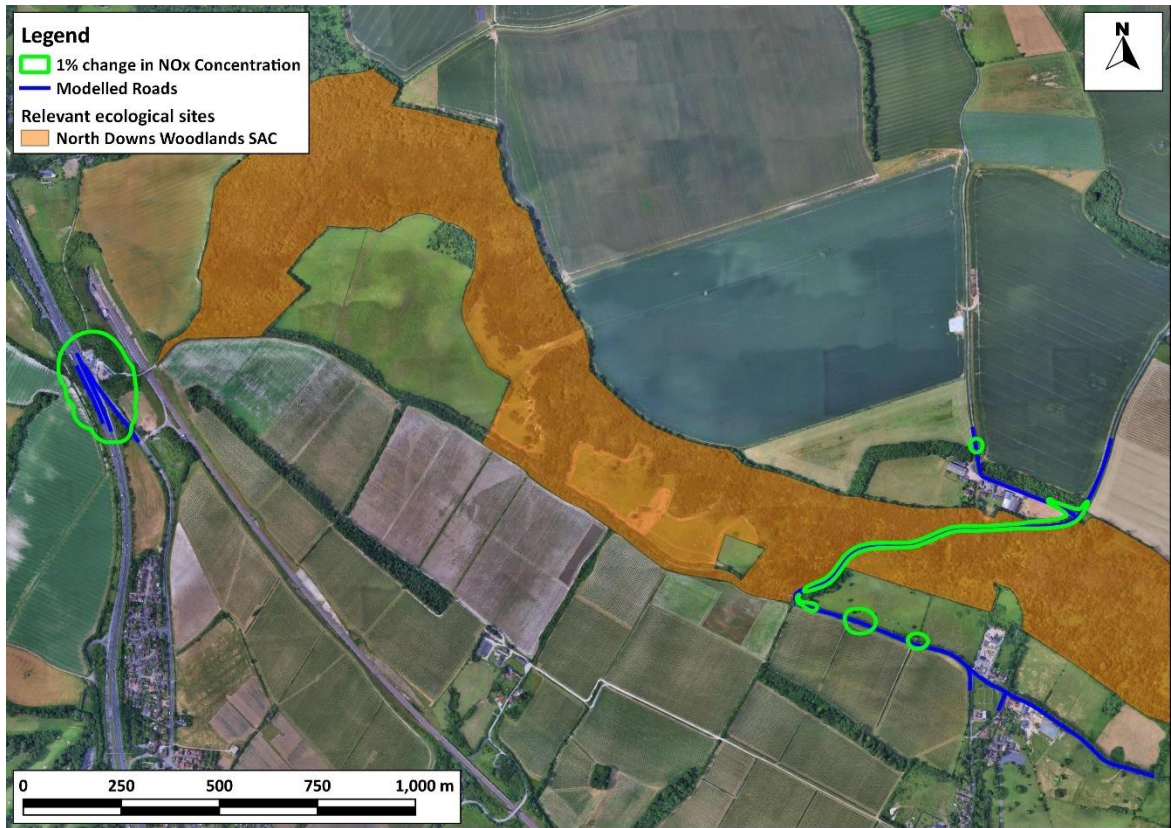 Legend
1% change in NOx Concentration
Modelled Roads
Relevant ecological sites
North Downs Woodlands SAC
N
0 250 500 750 1,000 m